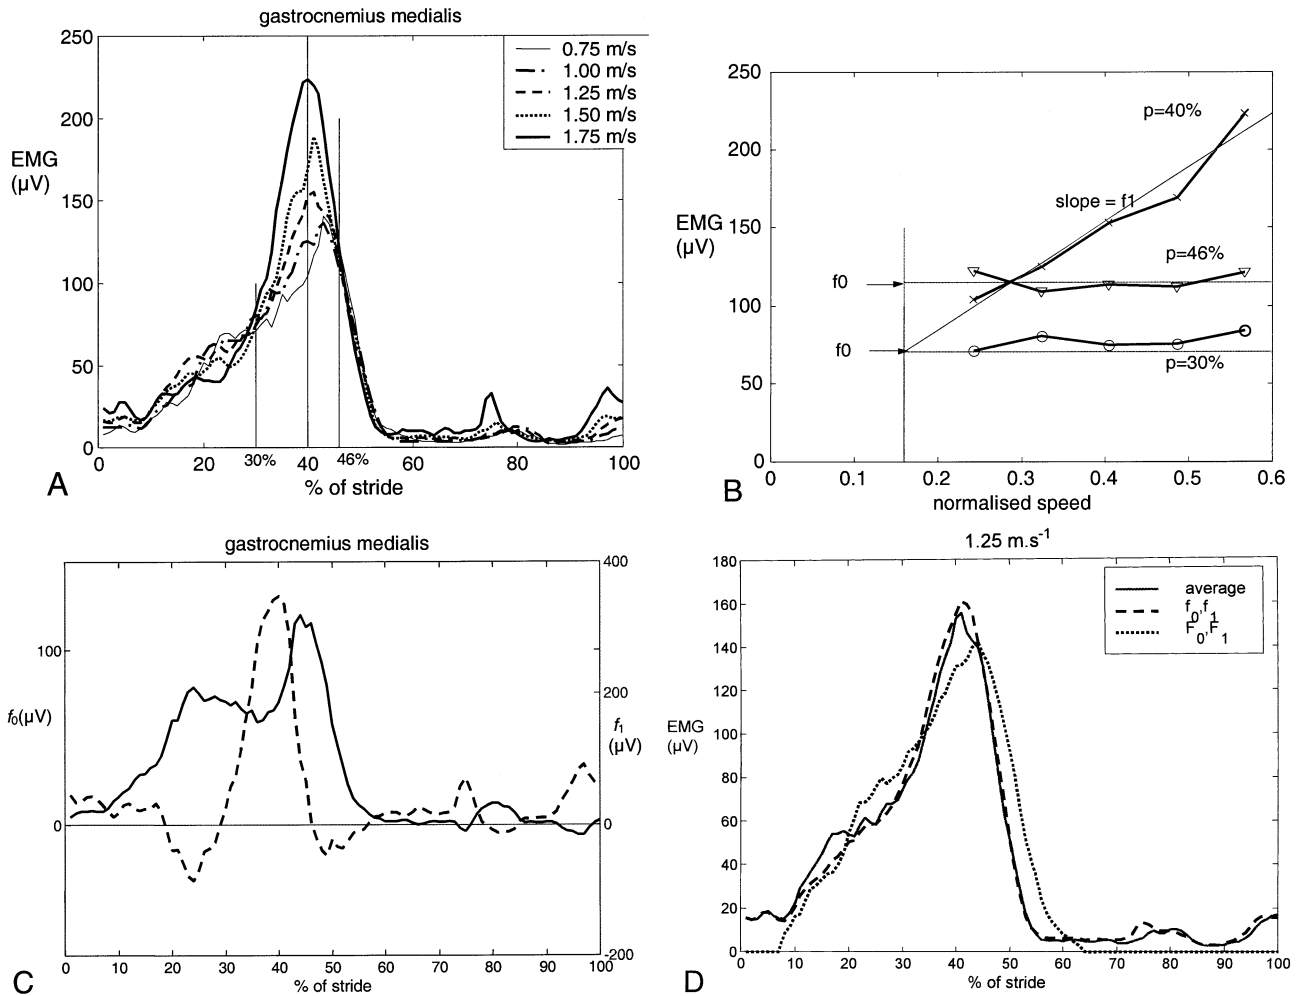 gastrocnemius medialis
250
200
150
100
50
0
EMG
(µV)
0.75 m/s
1.00 m/s
1.25 m/s
1.50 m/s
1.75 m/s
0 20 30% 40 46% 60 80 100
% of stride
A
250
200
150
100
50
0
EMG
(µV)
p=40%
slope = f1
p=46%
f0
f0
p=30%
0 0.1 0.2 0.3 0.4 0.5 0.6
normalised speed
B
gastrocnemius medialis
100
0
f0(µV)
400
200
0
-200
f1
(µV)
0 10 20 30 40 50 60 70 80 90 100
% of stride
C
1.25 m.s-1
180
160
140
120
100
80
60
40
20
0
EMG
(µV)
average
f0,f1
F0,F1
0 10 20 30 40 50 60 70 80 90 100
% of stride
D